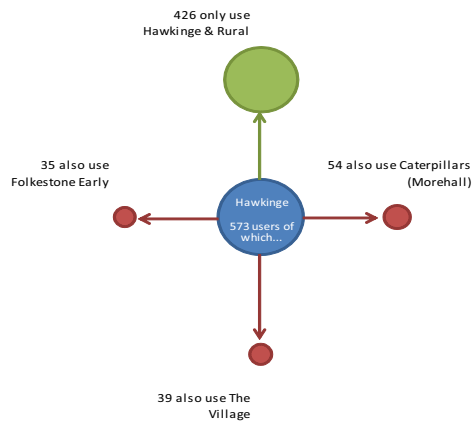 426 only use
Hawkinge & Rural
35 also use
Folkestone Early
54 also use Caterpillars
(Morehall)
Hawkinge
573 users of
which...
39 also use The
Village